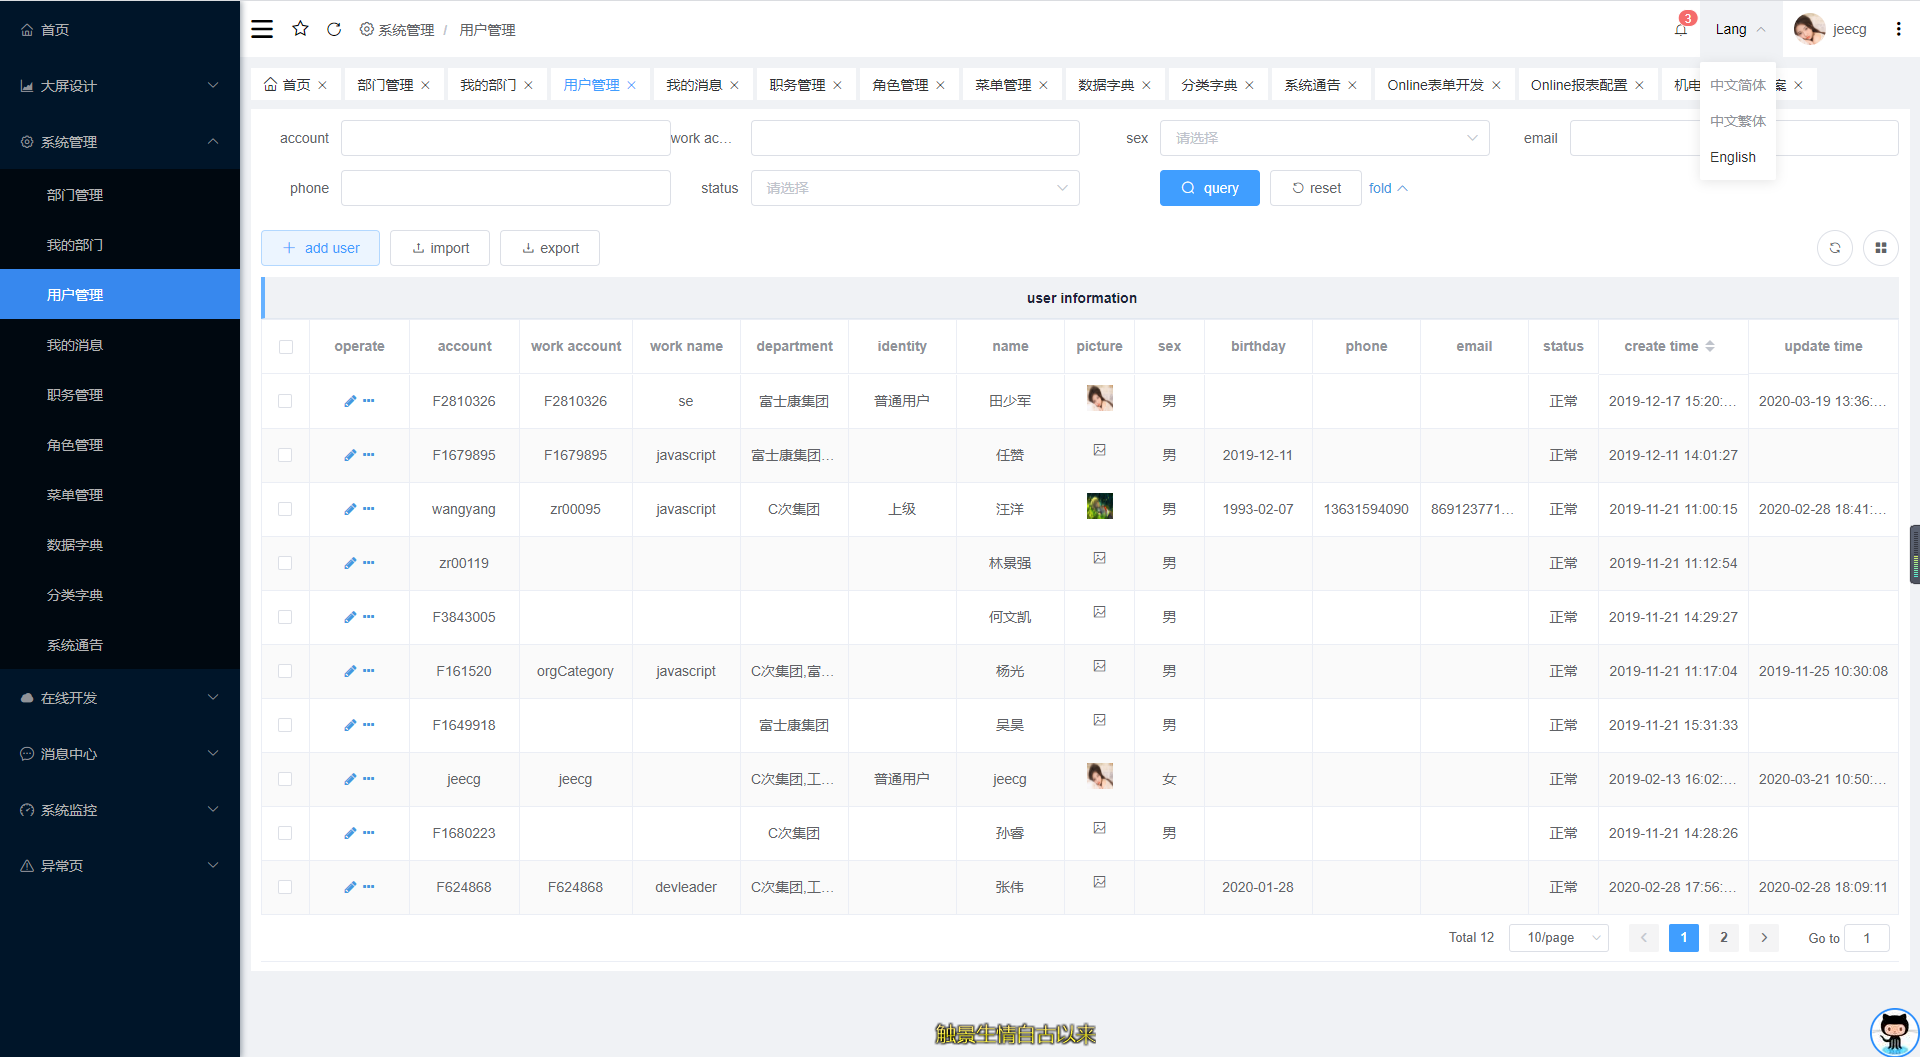 首页
大屏设计
系统管理
部门管理
我的部门
用户管理
我的消息
职务管理
角色管理
菜单管理
数据字典
分类字典
系统通告
在线开发
消息中心
系统监控
异常页
系统管理 / 用户管理
3
Lang
jeecg
首页 部门管理 我的部门 用户管理 我的消息 职务管理 角色管理 菜单管理 数据字典 分类字典 系统通告 Online表单开发 Online报表配置 机电 案
中文简体
中文繁体
English
account work ac... sex 请选择 email
phone status 请选择 query reset fold
add user import export
user information
operate account work account work name department identity name picture sex birthday phone email status create time update time
F2810326 F2810326 se 富士康集团 普通用户 田少军 男 正常 2019-12-17 15:20:... 2020-03-19 13:36:...
F1679895 F1679895 javascript 富士康集团... 任赞 男 2019-12-11 正常 2019-12-11 14:01:27
wangyang zr00095 javascript C次集团 上级 汪洋 男 1993-02-07 13631594090 869123771... 正常 2019-11-21 11:00:15 2020-02-28 18:41:...
zr00119 林景强 男 正常 2019-11-21 11:12:54
F3843005 何文凯 男 正常 2019-11-21 14:29:27
F161520 orgCategory javascript C次集团,富... 杨光 男 正常 2019-11-21 11:17:04 2019-11-25 10:30:08
F1649918 富士康集团 吴昊 男 正常 2019-11-21 15:31:33
jeecg jeecg C次集团,工... 普通用户 jeecg 女 正常 2019-02-13 16:02:... 2020-03-21 10:50:...
F1680223 C次集团 孙睿 男 正常 2019-11-21 14:28:26
F624868 F624868 devleader C次集团,工... 张伟 2020-01-28 正常 2020-02-28 17:56:... 2020-02-28 18:09:11
Total 12 10/page 1 2 Go to 1
触景生情自古以来